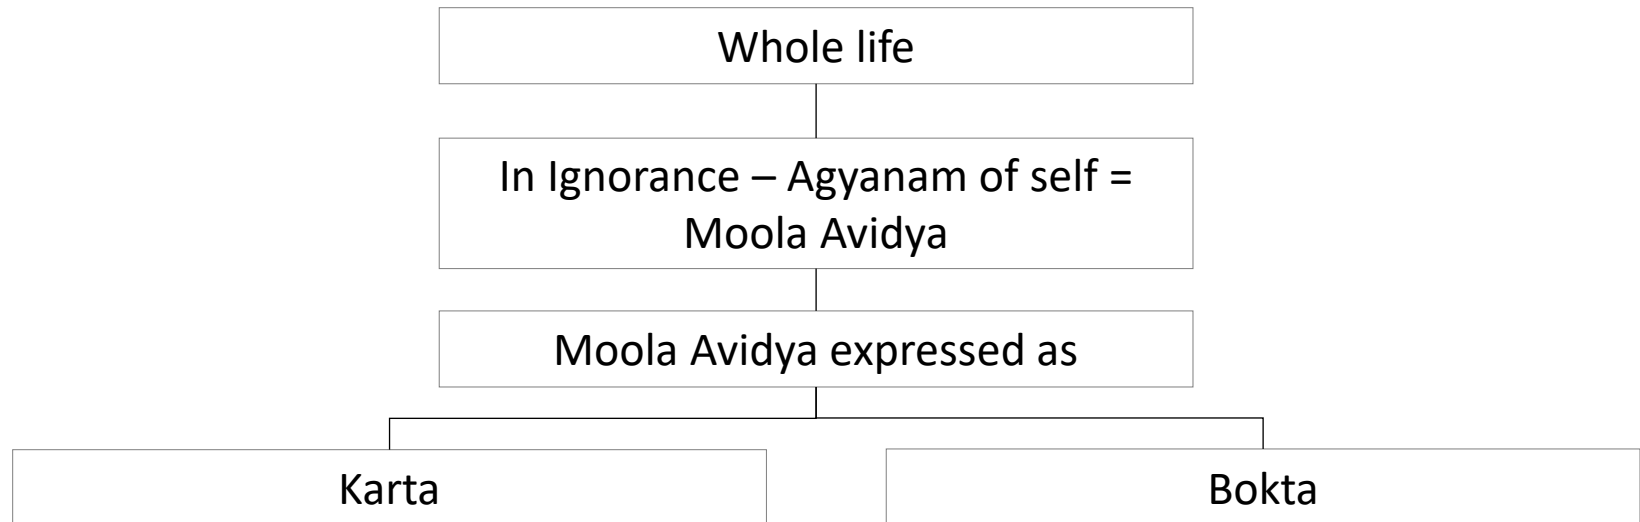 Whole life
In Ignorance – Agyanam of self =
Moola Avidya
Moola Avidya expressed as
Karta
Bokta